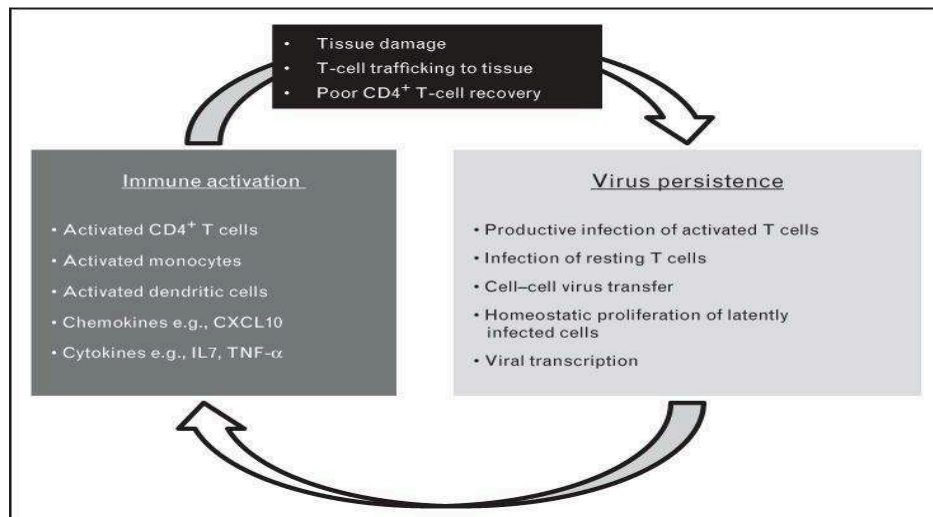 • Tissue damage
• T-cell trafficking to tissue
• Poor CD4⁺ T-cell recovery
Immune activation
• Activated CD4⁺ T cells
• Activated monocytes
• Activated dendritic cells
• Chemokines e.g., CXCL10
• Cytokines e.g., IL7, TNF-α
Virus persistence
• Productive infection of activated T cells
• Infection of resting T cells
• Cell–cell virus transfer
• Homeostatic proliferation of latently
infected cells
• Viral transcription